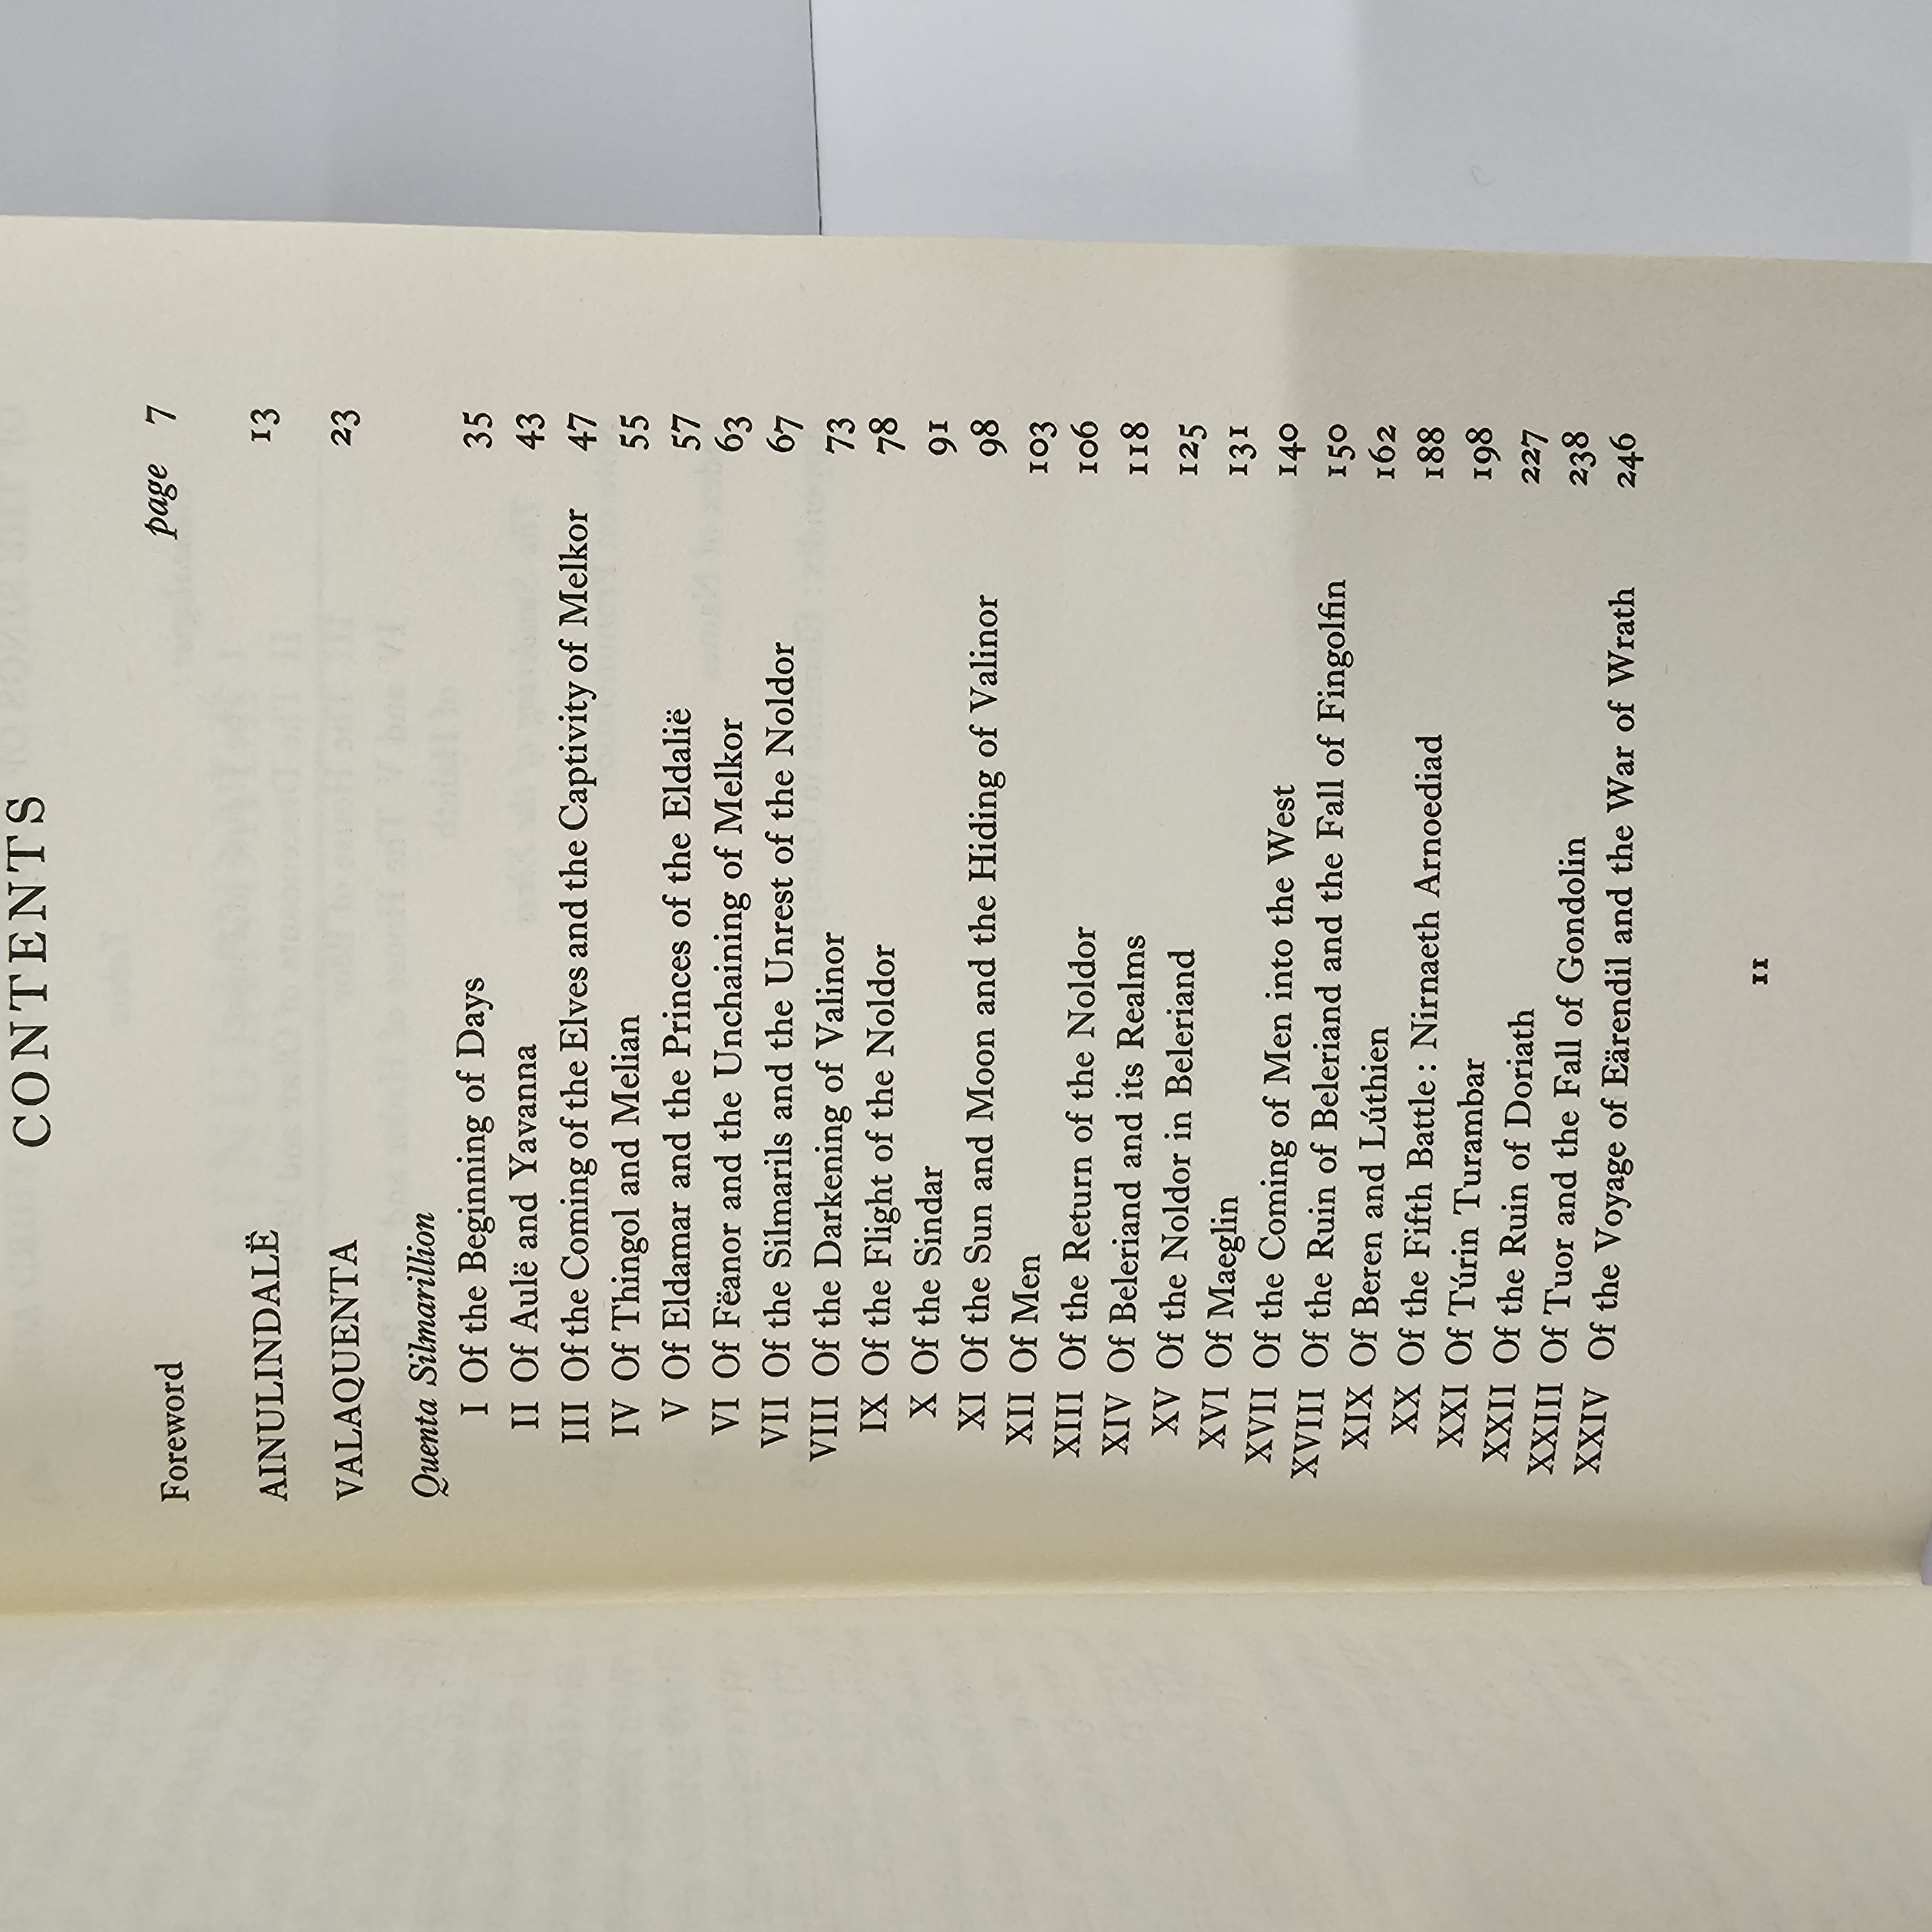 CONTENTS
Foreword page 7
AINULINDALË 13
VALAQUENTA 23
Quenta Silmarillion
I Of the Beginning of Days 35
II Of Aulë and Yavanna 43
III Of the Coming of the Elves and the Captivity of Melkor 47
IV Of Thingol and Melian 55
V Of Eldamar and the Princes of the Eldalië 57
VI Of Fëanor and the Unchaining of Melkor 63
VII Of the Silmarils and the Unrest of the Noldor 67
VIII Of the Darkening of Valinor 73
IX Of the Flight of the Noldor 78
X Of the Sindar 91
XI Of the Sun and Moon and the Hiding of Valinor 98
XII Of Men 103
XIII Of the Return of the Noldor 106
XIV Of Beleriand and its Realms 118
XV Of the Noldor in Beleriand 125
XVI Of Maeglin 131
XVII Of the Coming of Men into the West 140
XVIII Of the Ruin of Beleriand and the Fall of Fingolfin 150
XIX Of Beren and Lúthien 162
XX Of the Fifth Battle: Nirnaeth Arnoediad 188
XXI Of Túrin Turambar 198
XXII Of the Ruin of Doriath 227
XXIII Of Tuor and the Fall of Gondolin 238
XXIV Of the Voyage of Eärendil and the War of Wrath 246
11